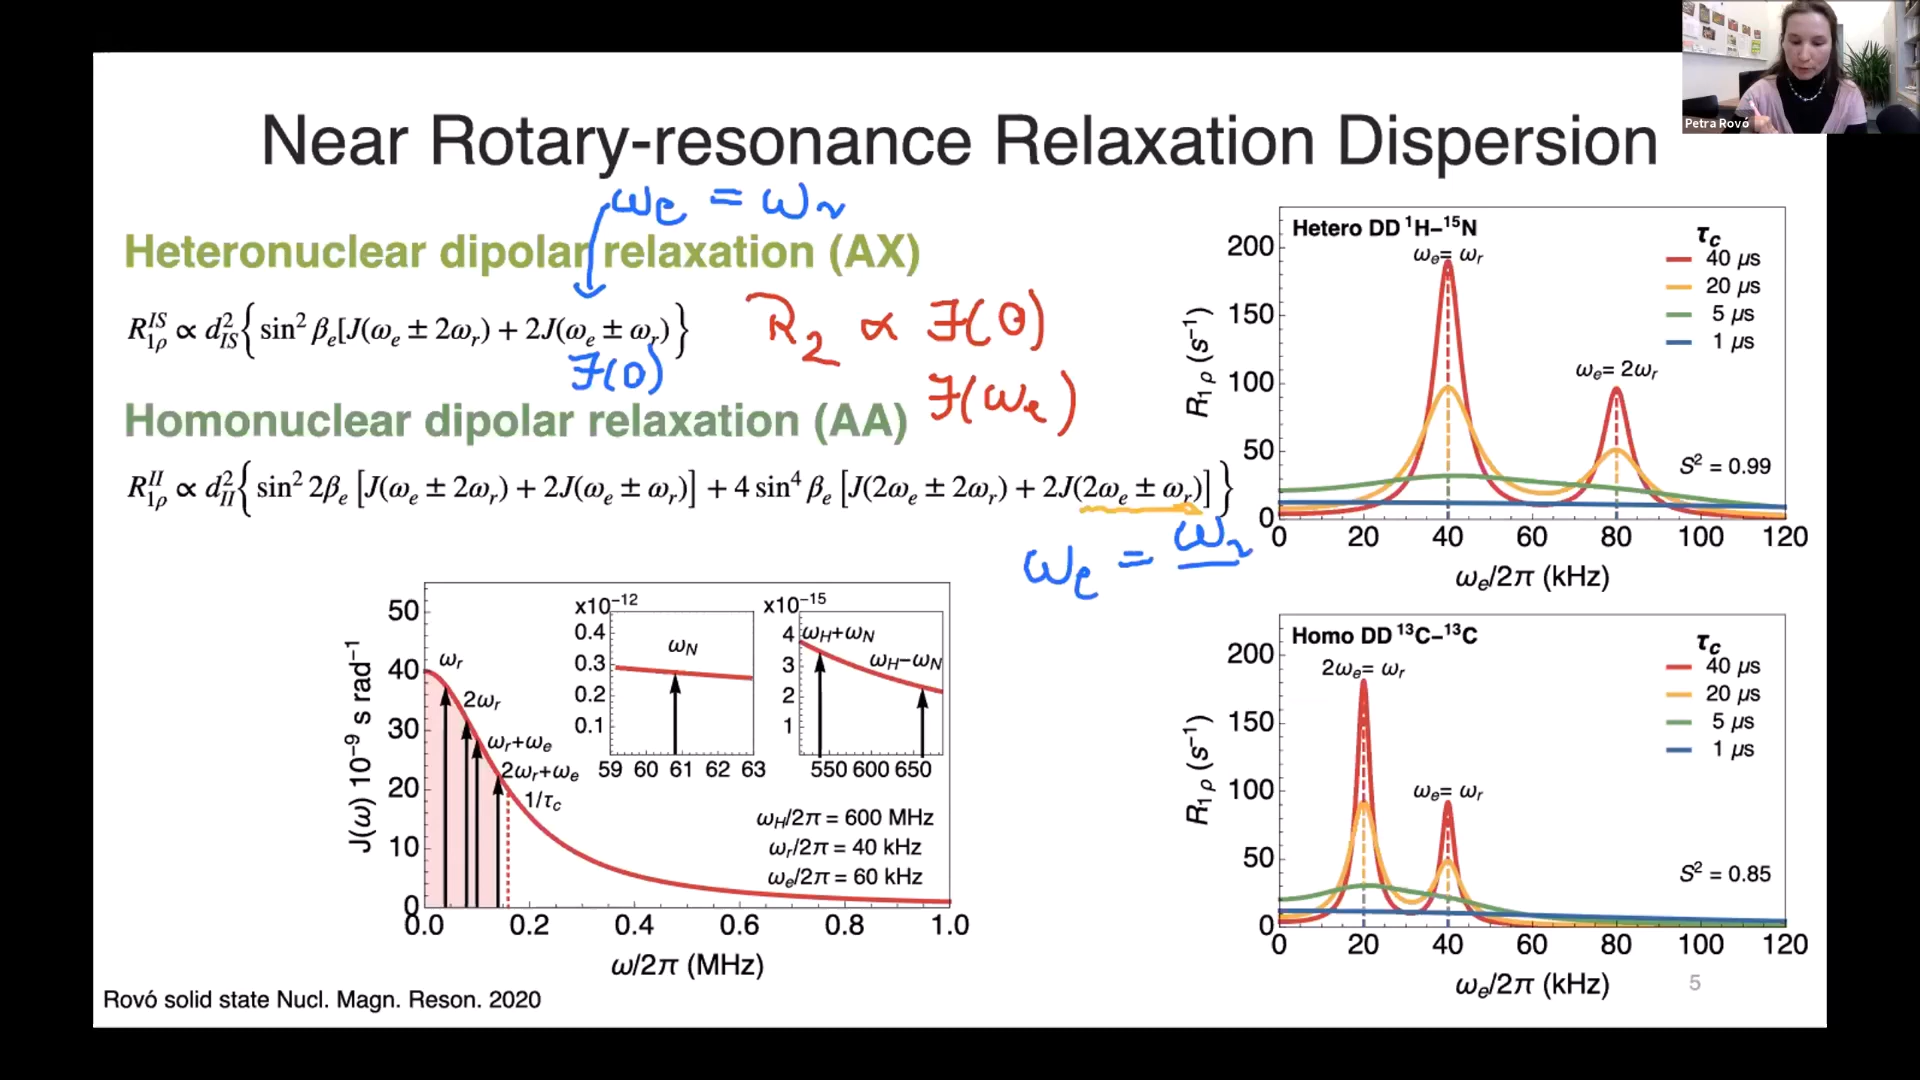 Petra Rovó
Near Rotary-resonance Relaxation Dispersion
ωe = ωr
Heteronuclear dipolar relaxation (AX)
R₁ρ^IS ∝ d²_IS { sin² βe[J(ωe ± 2ωr) + 2J(ωe ± ωr) }
J(0)
R₂ ∝ J(0)
J(ωe)
Homonuclear dipolar relaxation (AA)
R₁ρ^II ∝ d²_II { sin² 2βe [J(ωe ± 2ωr) + 2J(ωe ± ωr)] + 4 sin⁴ βe [J(2ωe ± 2ωr) + 2J(2ωe ± ωr)] }
ωe = ωr
J(ω) 10⁻⁹ s rad⁻¹
50
40
30
20
10
0
0.0 0.2 0.4 0.6 0.8 1.0
ω/2π (MHz)
ωr
2ωr
ωr+ωe
2ωr+ωe
1/τc
x10⁻¹²
0.4
0.3
0.2
0.1
ωN
59 60 61 62 63
x10⁻¹⁵
4
3
2
1
ωH+ωN
ωH−ωN
550 600 650
ωH/2π = 600 MHz
ωr/2π = 40 kHz
ωe/2π = 60 kHz
Hetero DD ¹H–¹⁵N
ωe= ωr
ωe= 2ωr
τc
40 μs
20 μs
5 μs
1 μs
S² = 0.99
R₁ρ (s⁻¹)
200
150
100
50
0
0 20 40 60 80 100 120
ωe/2π (kHz)
Homo DD ¹³C–¹³C
2ωe= ωr
ωe= ωr
τc
40 μs
20 μs
5 μs
1 μs
S² = 0.85
R₁ρ (s⁻¹)
200
150
100
50
0
0 20 40 60 80 100 120
ωe/2π (kHz)
5
Rovó solid state Nucl. Magn. Reson. 2020